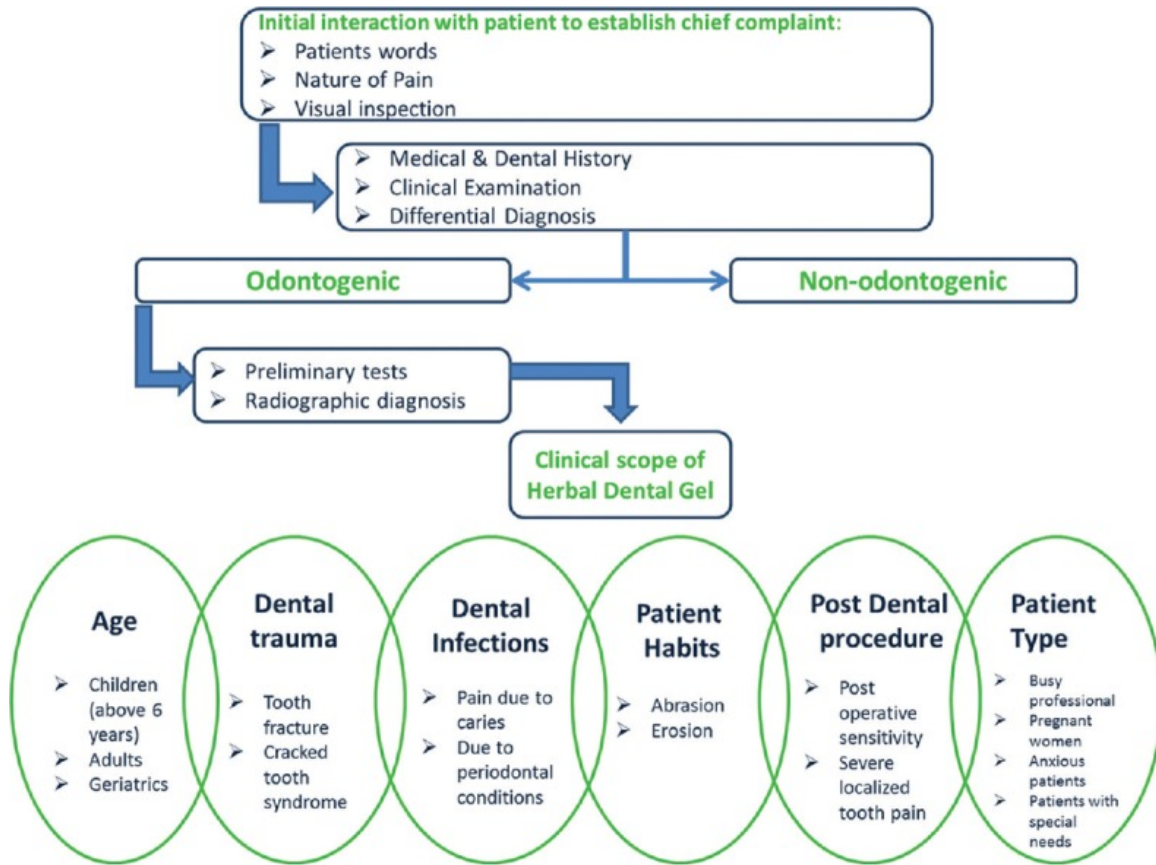 Initial interaction with patient to establish chief complaint:
➢ Patients words
➢ Nature of Pain
➢ Visual inspection
➢ Medical & Dental History
➢ Clinical Examination
➢ Differential Diagnosis
Odontogenic
Non-odontogenic
➢ Preliminary tests
➢ Radiographic diagnosis
Clinical scope of
Herbal Dental Gel
Age
➢ Children
(above 6
years)
➢ Adults
➢ Geriatrics
Dental
trauma
➢ Tooth
fracture
➢ Cracked
tooth
syndrome
Dental
Infections
➢ Pain due to
caries
➢ Due to
periodontal
conditions
Patient
Habits
➢ Abrasion
➢ Erosion
Post Dental
procedure
➢ Post
operative
sensitivity
➢ Severe
localized
tooth pain
Patient
Type
➢ Busy
professional
➢ Pregnant
women
➢ Anxious
patients
➢ Patients with
special
needs